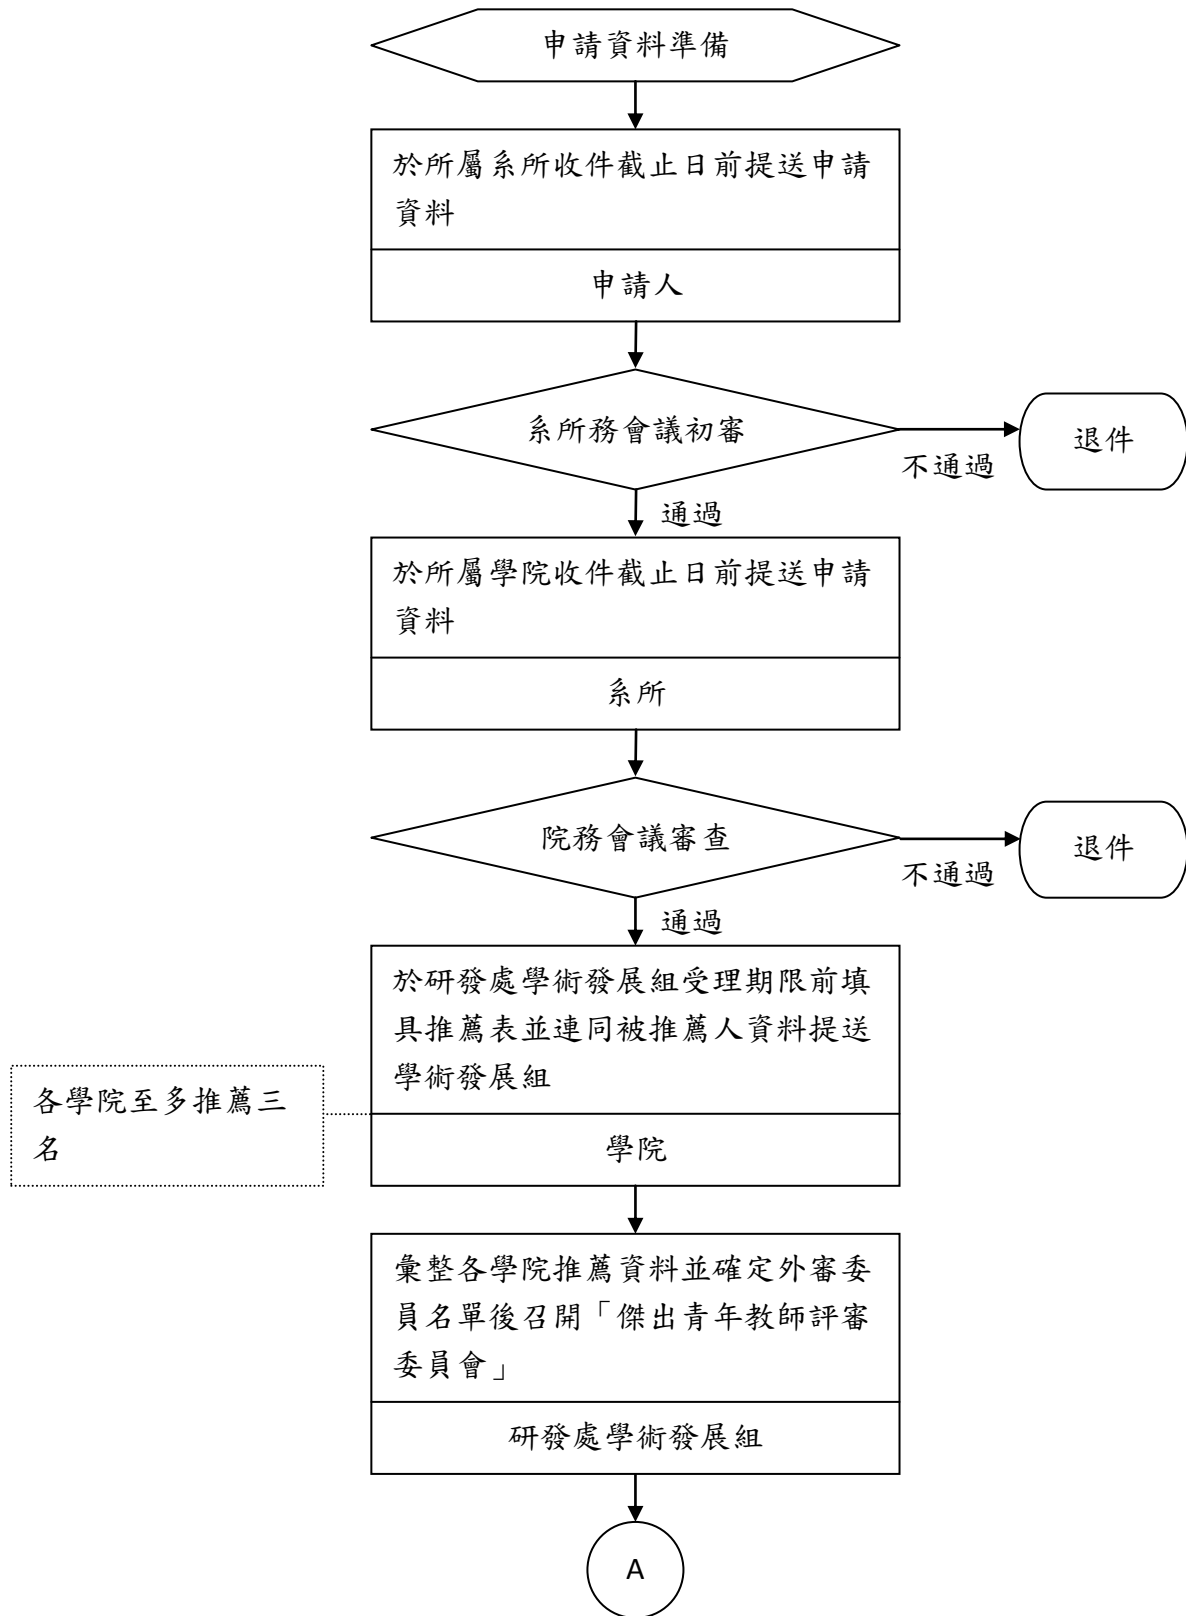 申請資料準備
於所屬系所收件截止日前提送申請
資料
申請人
系所務會議初審
不通過
退件
通過
於所屬學院收件截止日前提送申請
資料
系所
院務會議審查
不通過
退件
通過
於研發處學術發展組受理期限前填
具推薦表並連同被推薦人資料提送
學術發展組
各學院至多推薦三
名
學院
彙整各學院推薦資料並確定外審委
員名單後召開「傑出青年教師評審
委員會」
研發處學術發展組
A